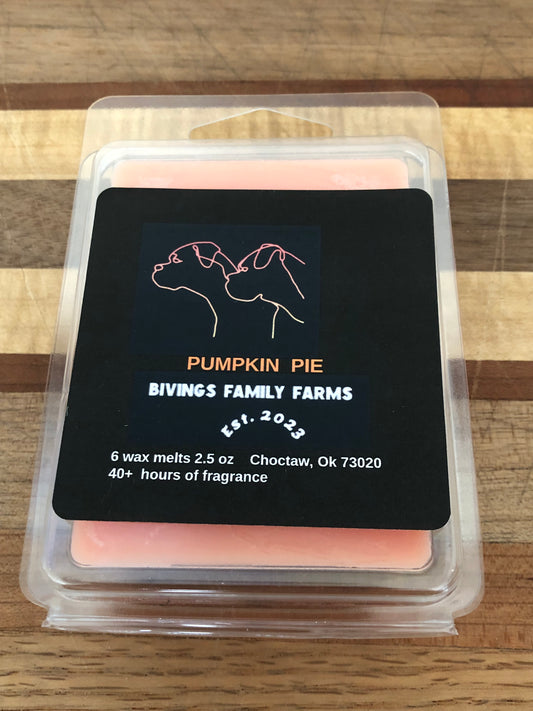 PUMPKIN PIE
BIVINGS FAMILY FARMS
Est. 2023
6 wax melts 2.5 oz Choctaw, Ok 73020
40+ hours of fragrance